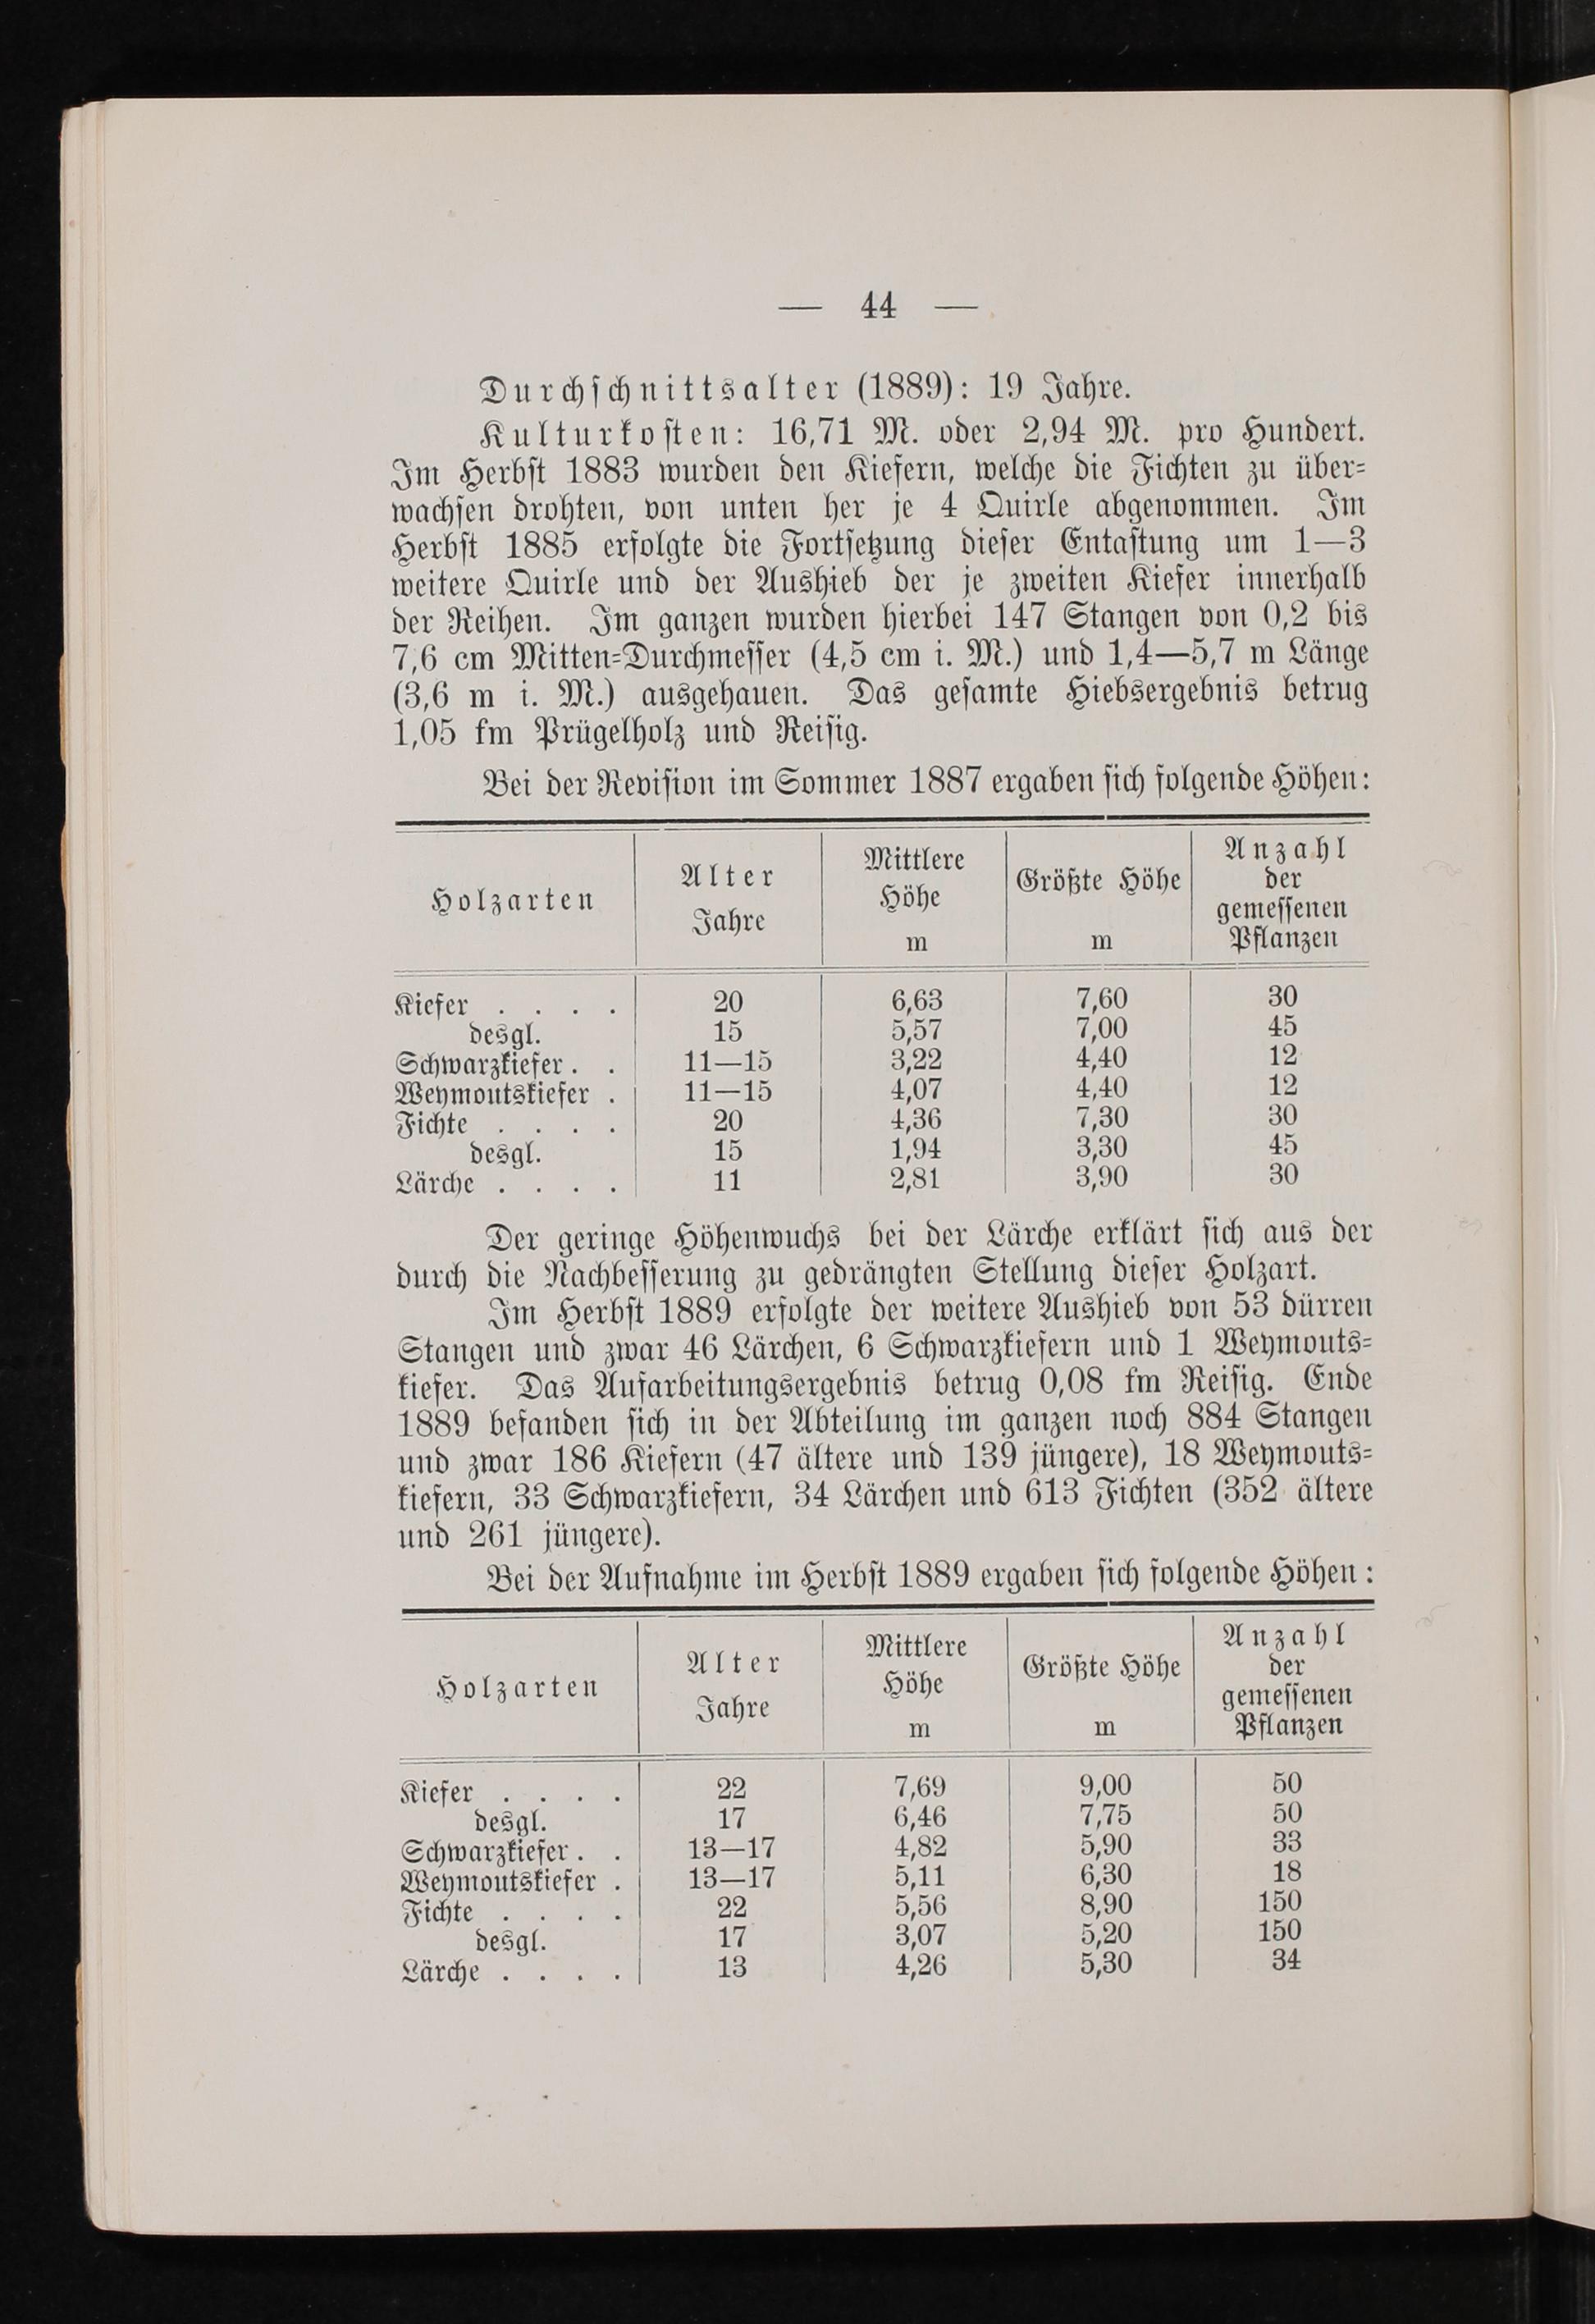 — 44 —
Durchſchnittsalter (1889): 19 Jahre.
Kulturkoſten: 16,71 M. oder 2,94 M. pro Hundert.
Im Herbſt 1883 wurden den Kiefern, welche die Fichten zu über-
wachſen drohten, von unten her je 4 Quirle abgenommen. Im
Herbſt 1885 erfolgte die Fortſetzung dieſer Entaſtung um 1—3
weitere Quirle und der Aushieb der je zweiten Kiefer innerhalb
der Reihen. Im ganzen wurden hierbei 147 Stangen von 0,2 bis
7,6 cm Mitten-Durchmeſſer (4,5 cm i. M.) und 1,4—5,7 m Länge
(3,6 m i. M.) ausgehauen. Das geſamte Hiebsergebnis betrug
1,05 fm Prügelholz und Reiſig.
Bei der Reviſion im Sommer 1887 ergaben ſich folgende Höhen:
Holzarten | Alter Jahre | Mittlere Höhe m | Größte Höhe m | Anzahl der gemeſſenen Pflanzen
Kiefer . . . . 20 6,63 7,60 30
desgl. 15 5,57 7,00 45
Schwarzkiefer . . 11—15 3,22 4,40 12
Weymoutskiefer . 11—15 4,07 4,40 12
Fichte . . . . 20 4,36 7,30 30
desgl. 15 1,94 3,30 45
Lärche . . . . 11 2,81 3,90 30
Der geringe Höhenwuchs bei der Lärche erklärt ſich aus der
durch die Nachbeſſerung zu gedrängten Stellung dieſer Holzart.
Im Herbſt 1889 erfolgte der weitere Aushieb von 53 dürren
Stangen und zwar 46 Lärchen, 6 Schwarzkiefern und 1 Weymouts-
kiefer. Das Aufarbeitungsergebnis betrug 0,08 fm Reiſig. Ende
1889 befanden ſich in der Abteilung im ganzen noch 884 Stangen
und zwar 186 Kiefern (47 ältere und 139 jüngere), 18 Weymouts-
kiefern, 33 Schwarzkiefern, 34 Lärchen und 613 Fichten (352 ältere
und 261 jüngere).
Bei der Aufnahme im Herbſt 1889 ergaben ſich folgende Höhen:
Holzarten | Alter Jahre | Mittlere Höhe m | Größte Höhe m | Anzahl der gemeſſenen Pflanzen
Kiefer . . . . 22 7,69 9,00 50
desgl. 17 6,46 7,75 50
Schwarzkiefer . . 13—17 4,82 5,90 33
Weymoutskiefer . 13—17 5,11 6,30 18
Fichte . . . . 22 5,56 8,90 150
desgl. 17 3,07 5,20 150
Lärche . . . . 13 4,26 5,30 34